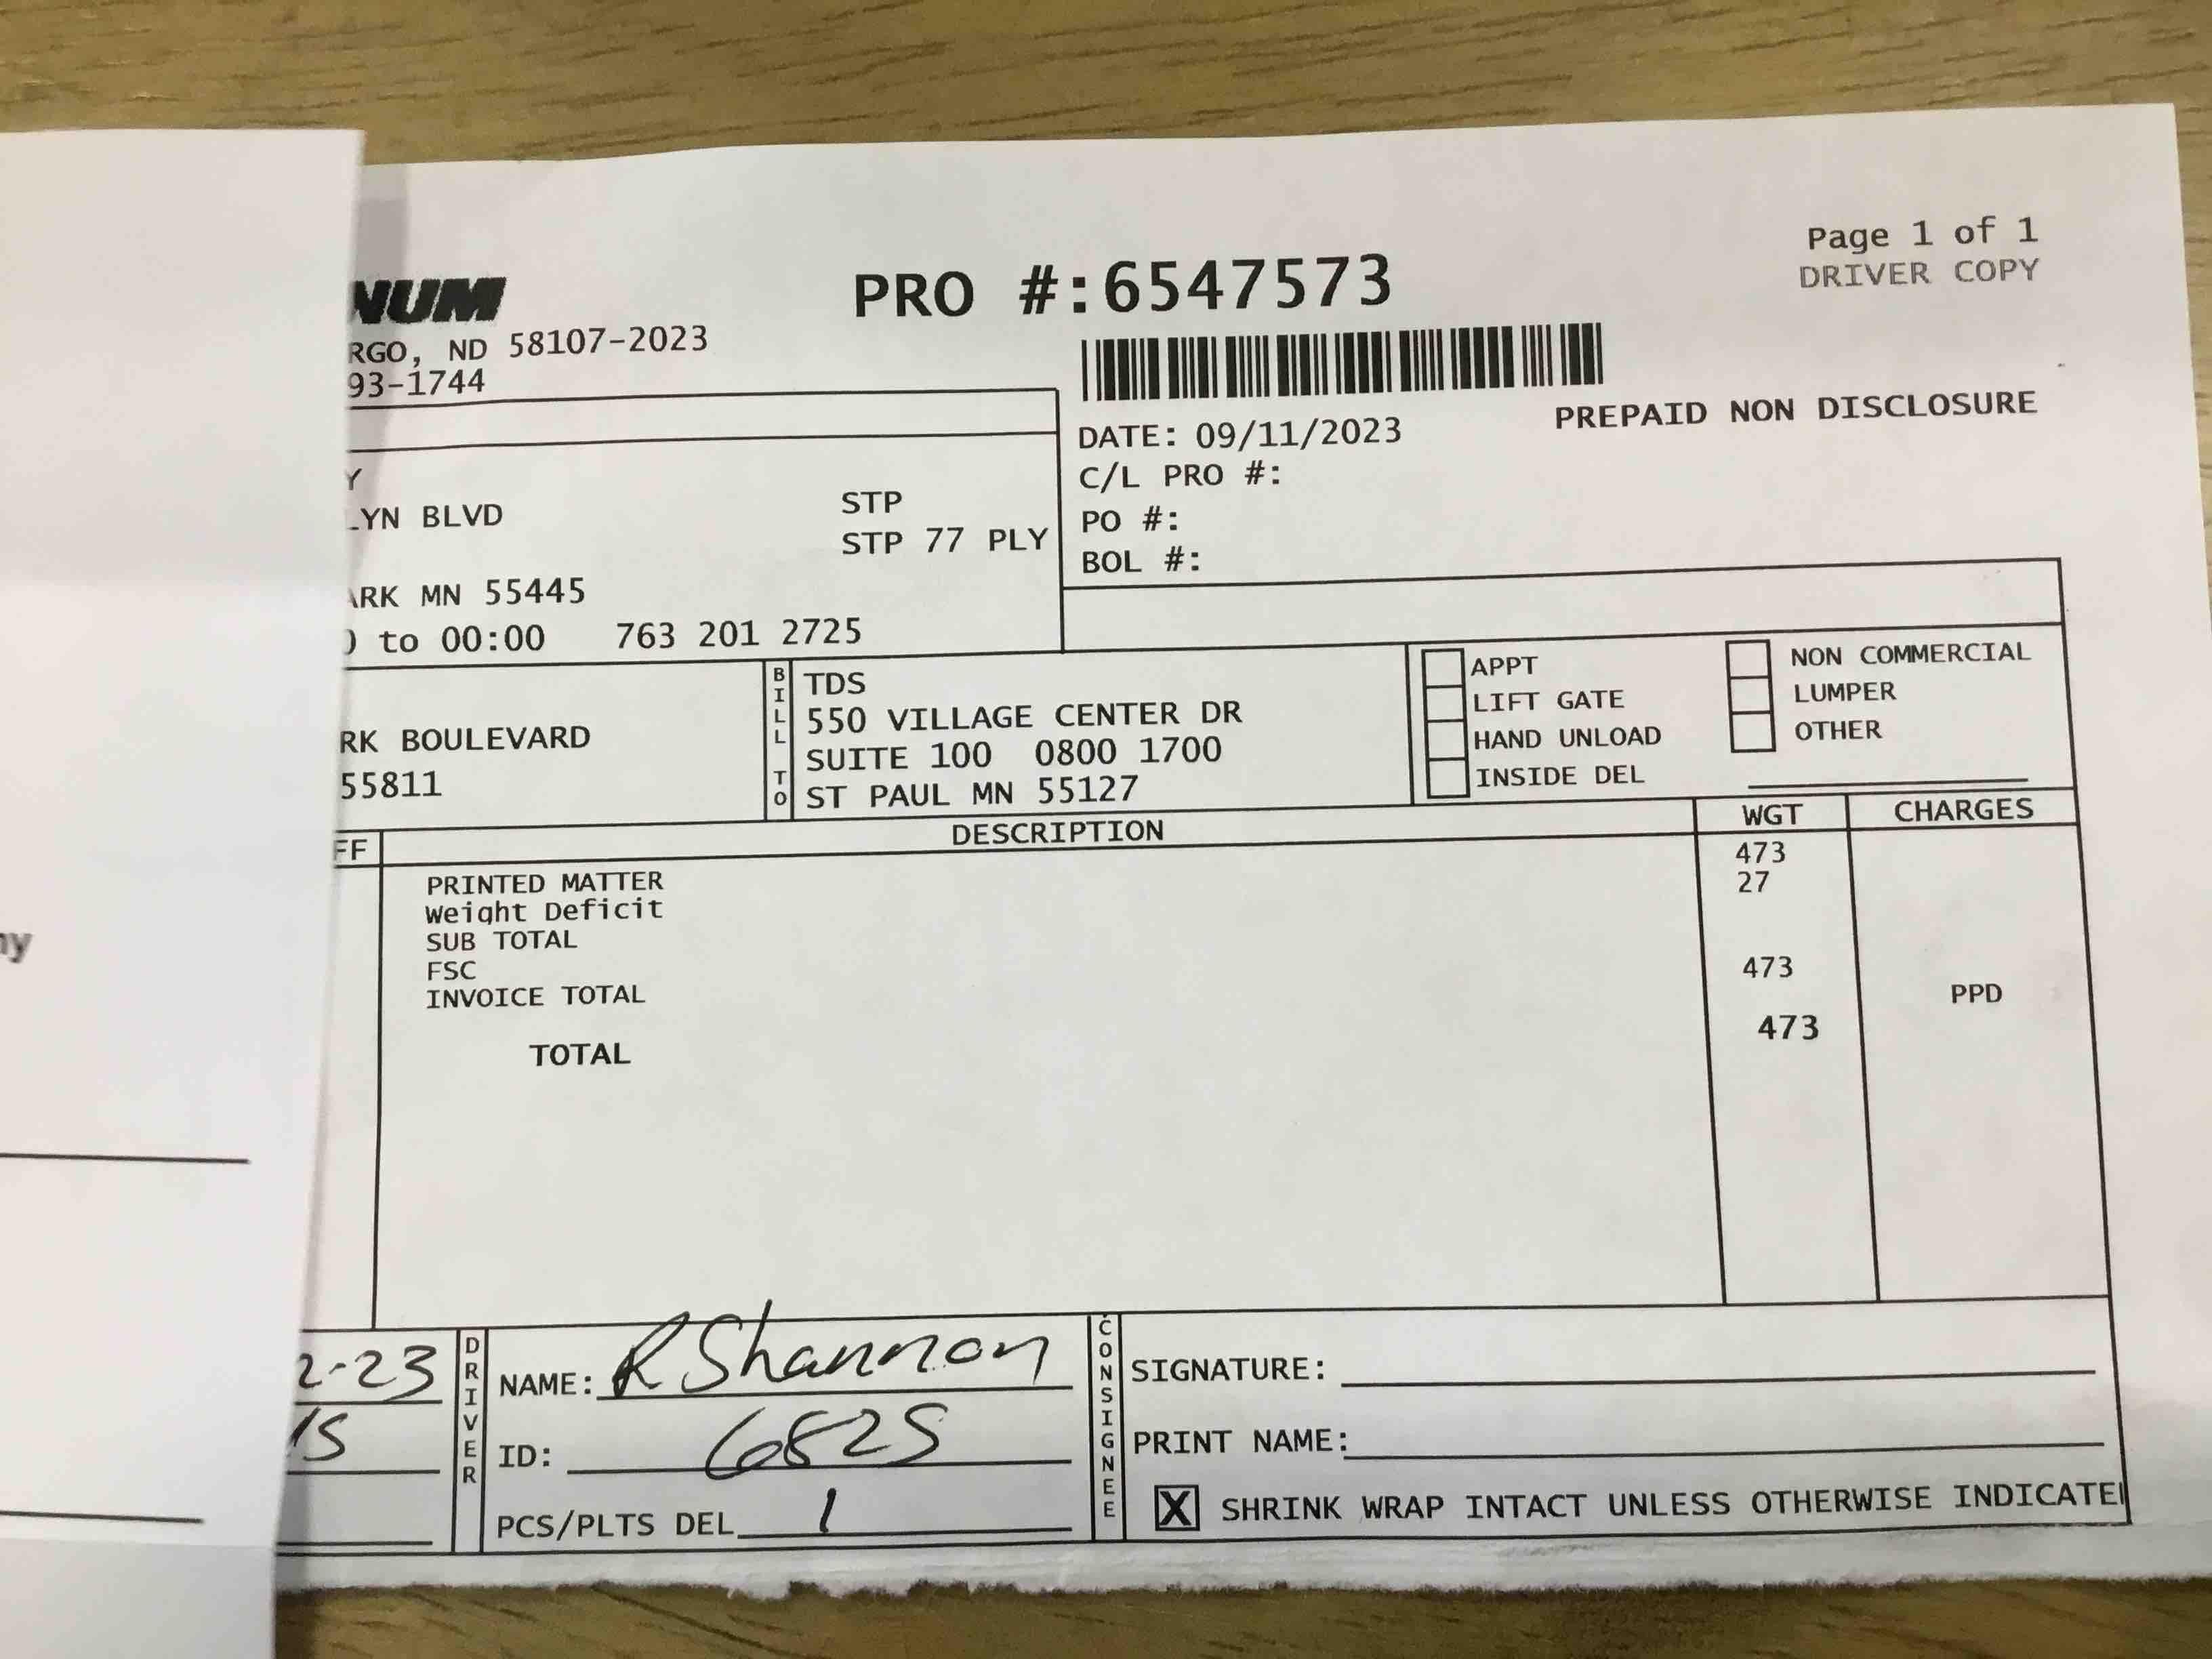 Page 1 of 1
DRIVER COPY
PRO #:6547573
NUM
RGO, ND 58107-2023
93-1744
PREPAID NON DISCLOSURE
DATE: 09/11/2023
C/L PRO #:
PO #:
BOL #:
Y
LYN BLVD STP
STP 77 PLY
ARK MN 55445
to 00:00 763 201 2725
RK BOULEVARD
55811
BILL TO
TDS
550 VILLAGE CENTER DR
SUITE 100 0800 1700
ST PAUL MN 55127
APPT
LIFT GATE
HAND UNLOAD
INSIDE DEL
NON COMMERCIAL
LUMPER
OTHER
FF DESCRIPTION WGT CHARGES
PRINTED MATTER 473
Weight Deficit 27
SUB TOTAL
FSC
INVOICE TOTAL 473 PPD
TOTAL 473
ny
2-23
15
DRIVER
NAME: R Shannon
ID: 6825
PCS/PLTS DEL 1
CONSIGNEE
SIGNATURE:
PRINT NAME:
X SHRINK WRAP INTACT UNLESS OTHERWISE INDICATE